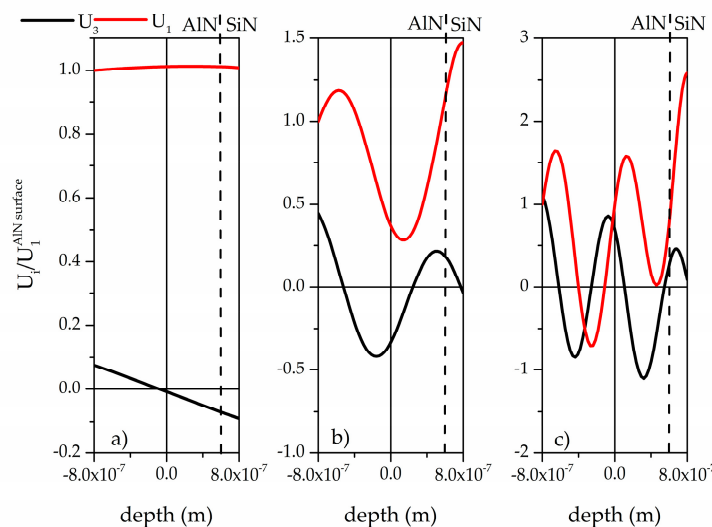 U₃ U₁ AlN SiN AlN SiN AlN SiN
Uᵢ/U₁^AlN surface
1.0
0.8
0.6
0.4
0.2
0.0
-0.2
a)
-8.0x10⁻⁷ 0.0 8.0x10⁻⁷
depth (m)
1.5
1.0
0.5
0.0
-0.5
-1.0
b)
-8.0x10⁻⁷ 0.0 8.0x10⁻⁷
depth (m)
3
2
1
0
-1
-2
c)
-8.0x10⁻⁷ 0.0 8.0x10⁻
depth (m)